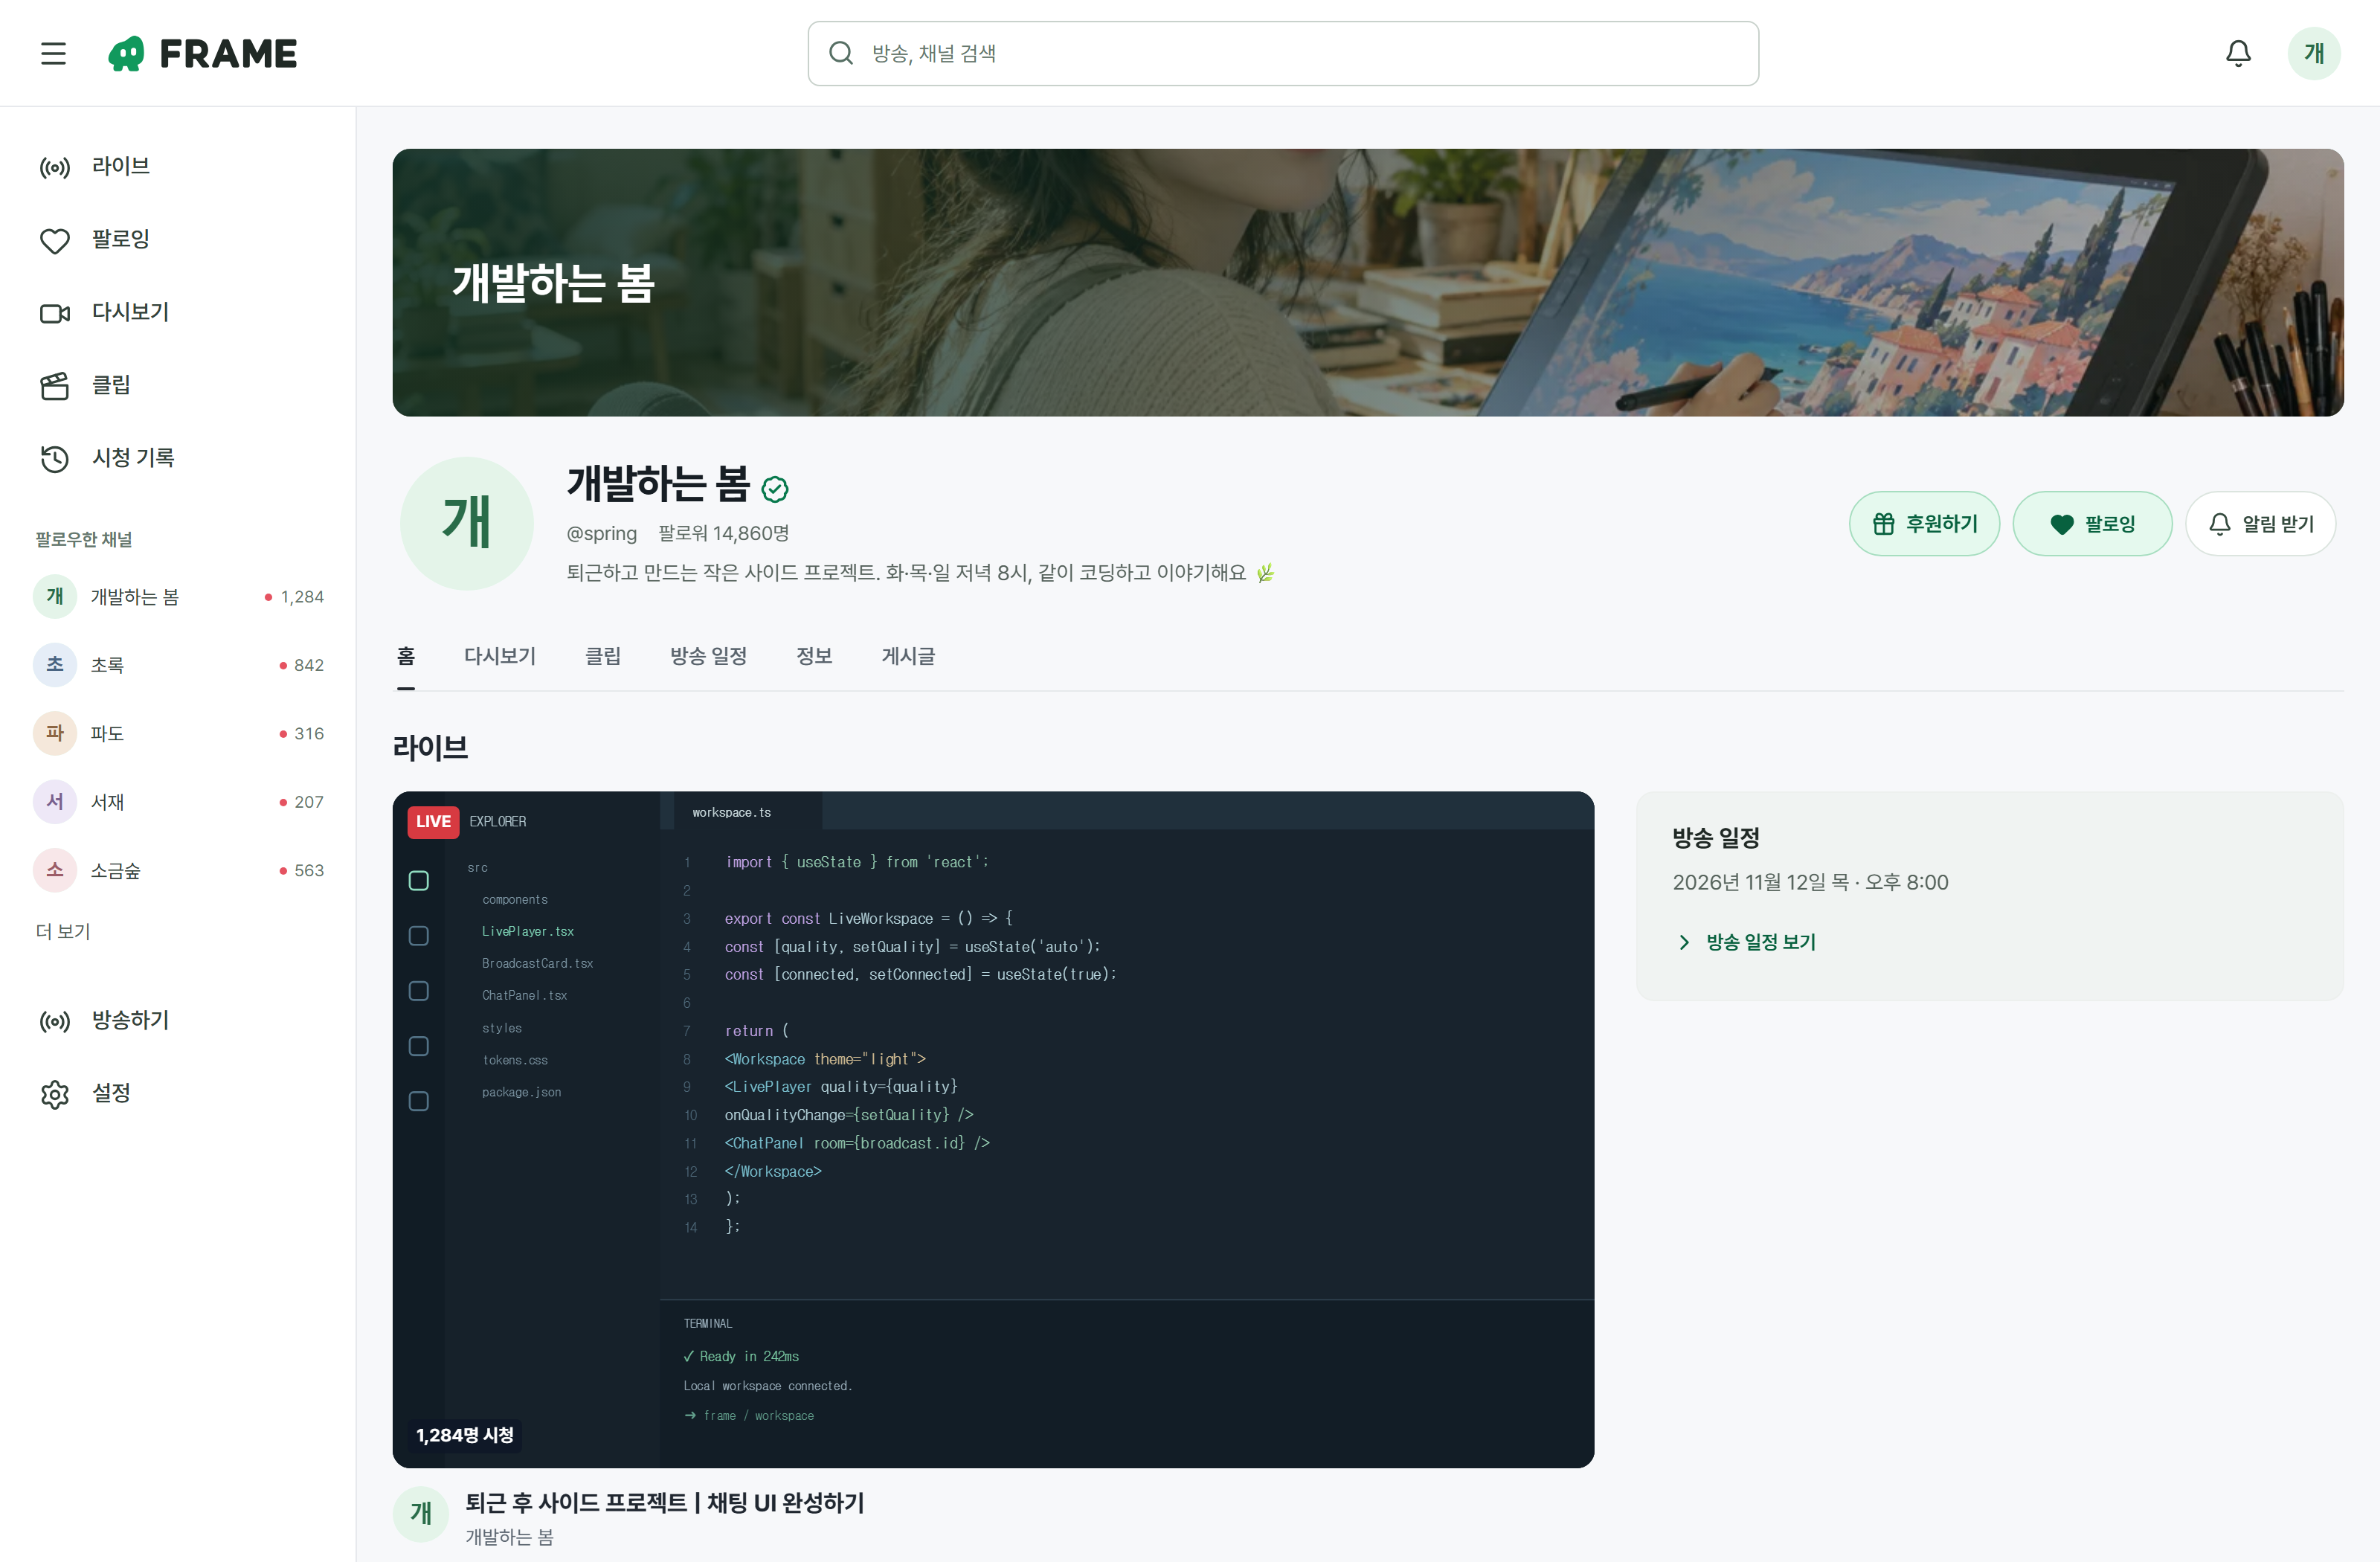 FRAME
방송, 채널 검색
개
라이브
팔로잉
다시보기
클립
시청 기록
팔로우한 채널
개 개발하는 봄 1,284
초 초록 842
파 파도 316
서 서재 207
소 소금숲 563
더 보기
방송하기
설정
개발하는 봄
개
개발하는 봄
@spring 팔로워 14,860명
퇴근하고 만드는 작은 사이드 프로젝트. 화·목·일 저녁 8시, 같이 코딩하고 이야기해요 🌿
후원하기
팔로잉
알림 받기
홈 다시보기 클립 방송 일정 정보 게시글
라이브
LIVE EXPLORER
src
components
LivePlayer.tsx
BroadcastCard.tsx
ChatPanel.tsx
styles
tokens.css
package.json
workspace.ts
1 import { useState } from 'react';
2
3 export const LiveWorkspace = () => {
4 const [quality, setQuality] = useState('auto');
5 const [connected, setConnected] = useState(true);
6
7 return (
8 <Workspace theme="light">
9 <LivePlayer quality={quality}
10 onQualityChange={setQuality} />
11 <ChatPanel room={broadcast.id} />
12 </Workspace>
13 );
14 };
TERMINAL
✓ Ready in 242ms
Local workspace connected.
➜ frame / workspace
1,284명 시청
개
퇴근 후 사이드 프로젝트 | 채팅 UI 완성하기
개발하는 봄
방송 일정
2026년 11월 12일 목 · 오후 8:00
방송 일정 보기